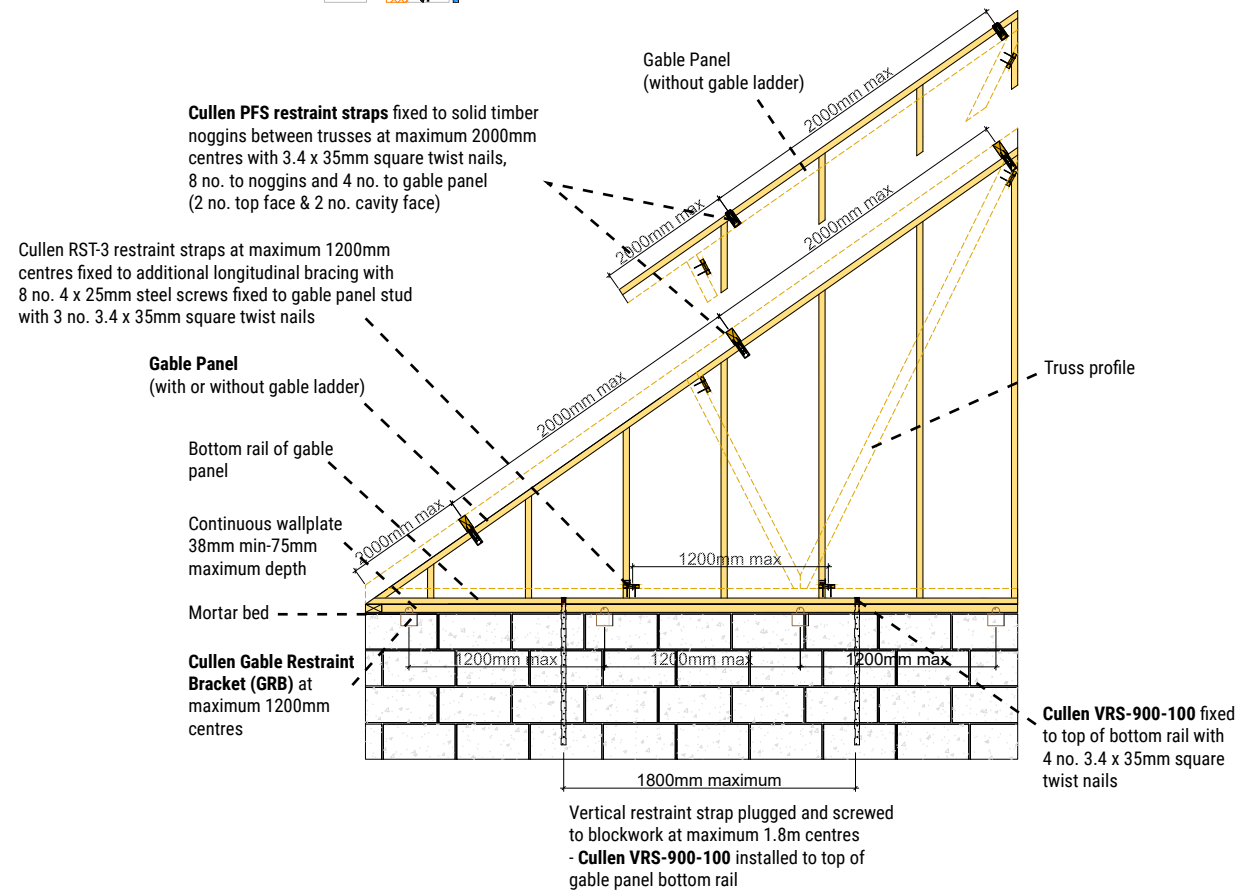 Gable Panel
(without gable ladder)
2000mm max
Cullen PFS restraint straps fixed to solid timber
noggins between trusses at maximum 2000mm
centres with 3.4 x 35mm square twist nails,
8 no. to noggins and 4 no. to gable panel
(2 no. top face & 2 no. cavity face)
2000mm max
2000mm max
Cullen RST-3 restraint straps at maximum 1200mm
centres fixed to additional longitudinal bracing with
8 no. 4 x 25mm steel screws fixed to gable panel stud
with 3 no. 3.4 x 35mm square twist nails
Gable Panel
(with or without gable ladder)
2000mm max
Truss profile
Bottom rail of gable
panel
Continuous wallplate
38mm min-75mm
maximum depth
2000mm max
1200mm max
Mortar bed
Cullen Gable Restraint
Bracket (GRB) at
maximum 1200mm
centres
1200mm max
1200mm max
1200mm max
Cullen VRS-900-100 fixed
to top of bottom rail with
4 no. 3.4 x 35mm square
twist nails
1800mm maximum
Vertical restraint strap plugged and screwed
to blockwork at maximum 1.8m centres
- Cullen VRS-900-100 installed to top of
gable panel bottom rail